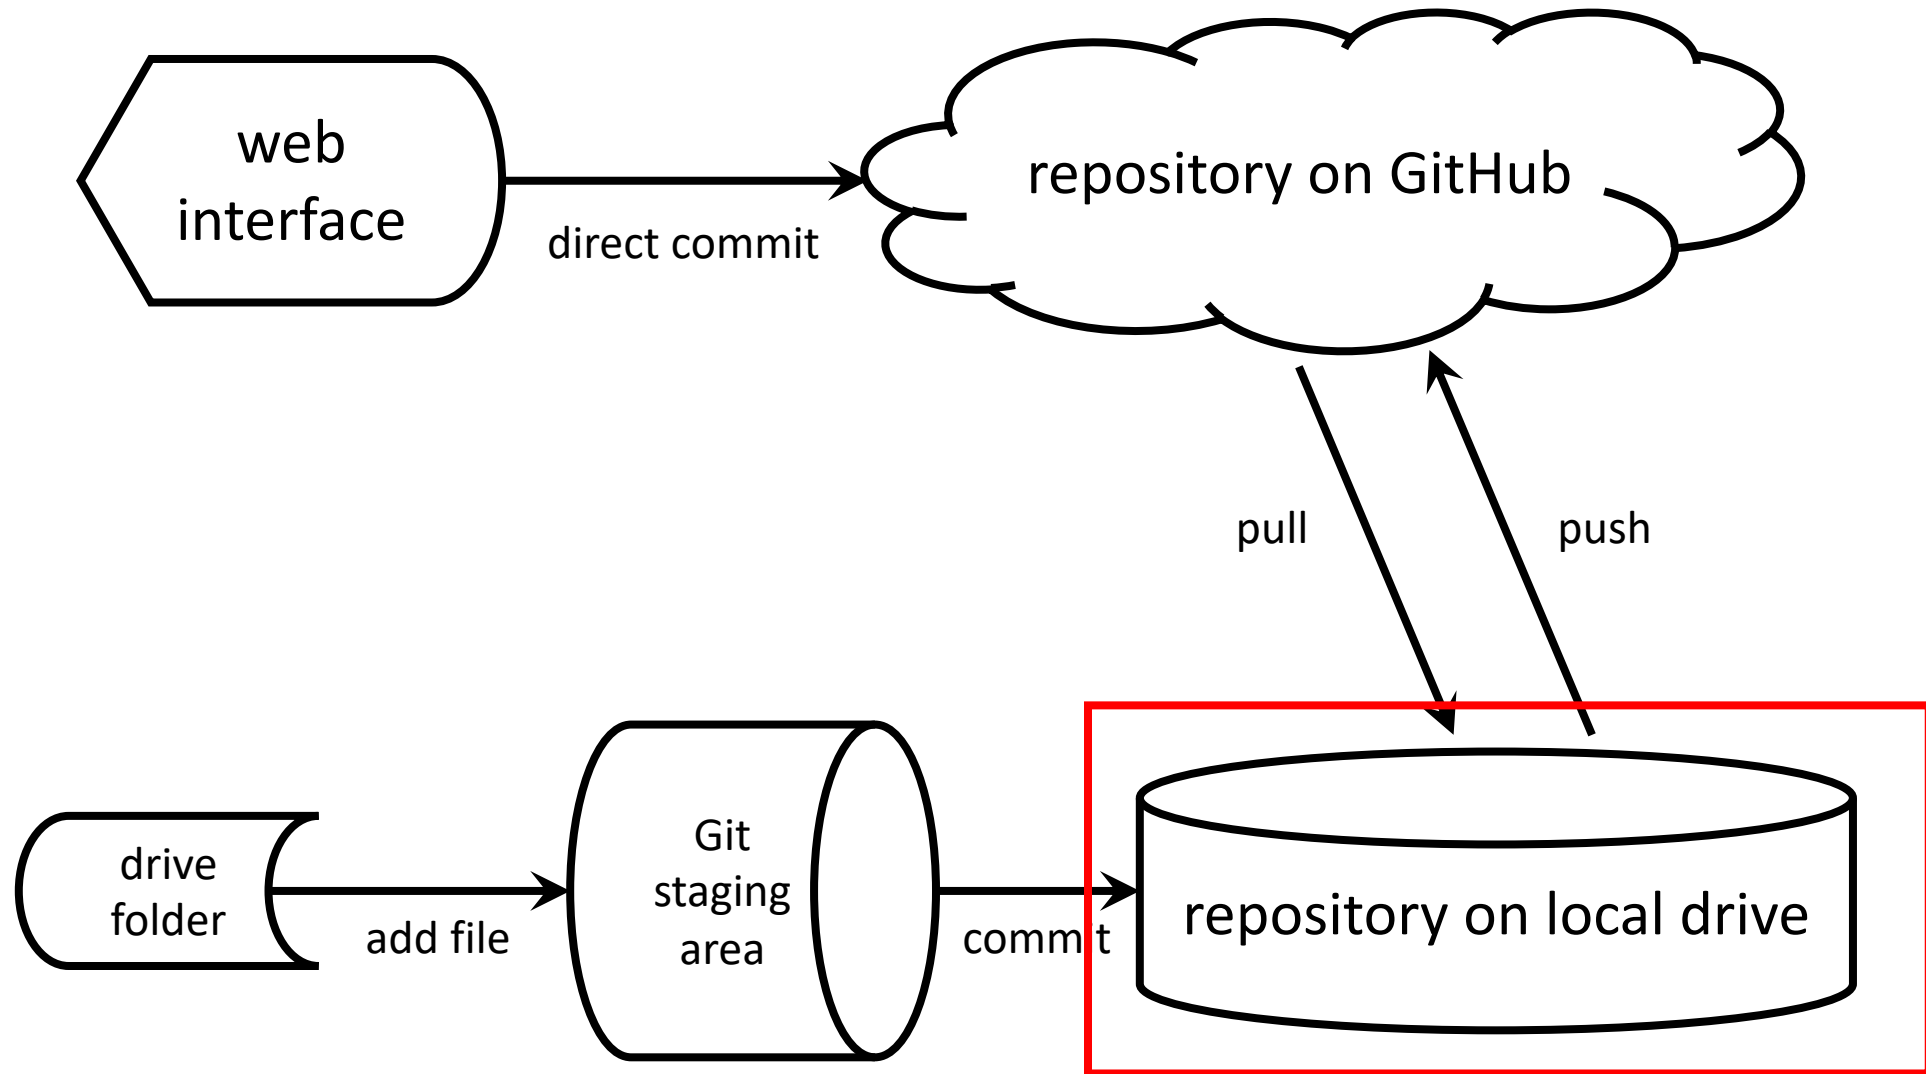 web
interface
direct commit
repository on GitHub
pull
push
drive
folder
add file
Git
staging
area
commit
repository on local drive